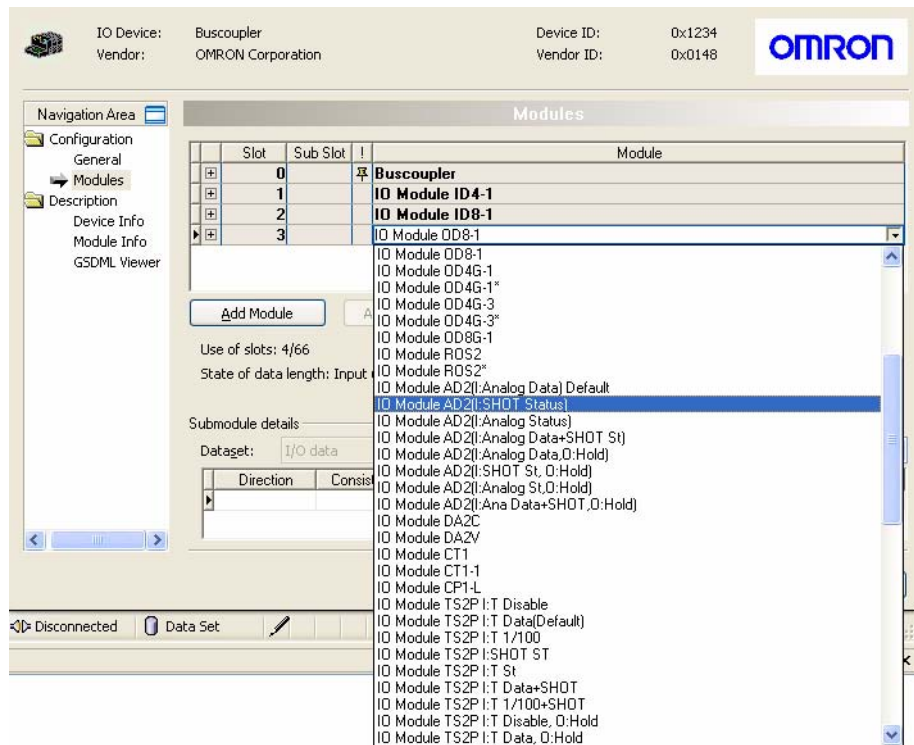 IO Device: Buscoupler Device ID: 0x1234
Vendor: OMRON Corporation Vendor ID: 0x0148
OMRON
Navigation Area
Modules
Configuration
General
Modules
Description
Device Info
Module Info
GSDML Viewer
Slot Sub Slot ! Module
0 Buscoupler
1 IO Module ID4-1
2 IO Module ID8-1
3 IO Module OD8-1
IO Module OD8-1
IO Module OD4G-1
IO Module OD4G-1*
IO Module OD4G-3
IO Module OD4G-3*
IO Module OD8G-1
IO Module ROS2
IO Module ROS2*
IO Module AD2(I:Analog Data) Default
IO Module AD2(I:SHOT Status)
IO Module AD2(I:Analog Status)
IO Module AD2(I:Analog Data+SHOT St)
IO Module AD2(I:Analog Data,O:Hold)
IO Module AD2(I:SHOT St, O:Hold)
IO Module AD2(I:Analog St,O:Hold)
IO Module AD2(I:Ana Data+SHOT,O:Hold)
IO Module DA2C
IO Module DA2V
IO Module CT1
IO Module CT1-1
IO Module CP1-L
IO Module TS2P I:T Disable
IO Module TS2P I:T Data(Default)
IO Module TS2P I:T 1/100
IO Module TS2P I:SHOT ST
IO Module TS2P I:T St
IO Module TS2P I:T Data+SHOT
IO Module TS2P I:T 1/100+SHOT
IO Module TS2P I:T Disable, O:Hold
IO Module TS2P I:T Data, O:Hold
Add Module
Use of slots: 4/66
State of data length: Input
Submodule details
Dataset: I/O data
Direction Consist
Disconnected Data Set